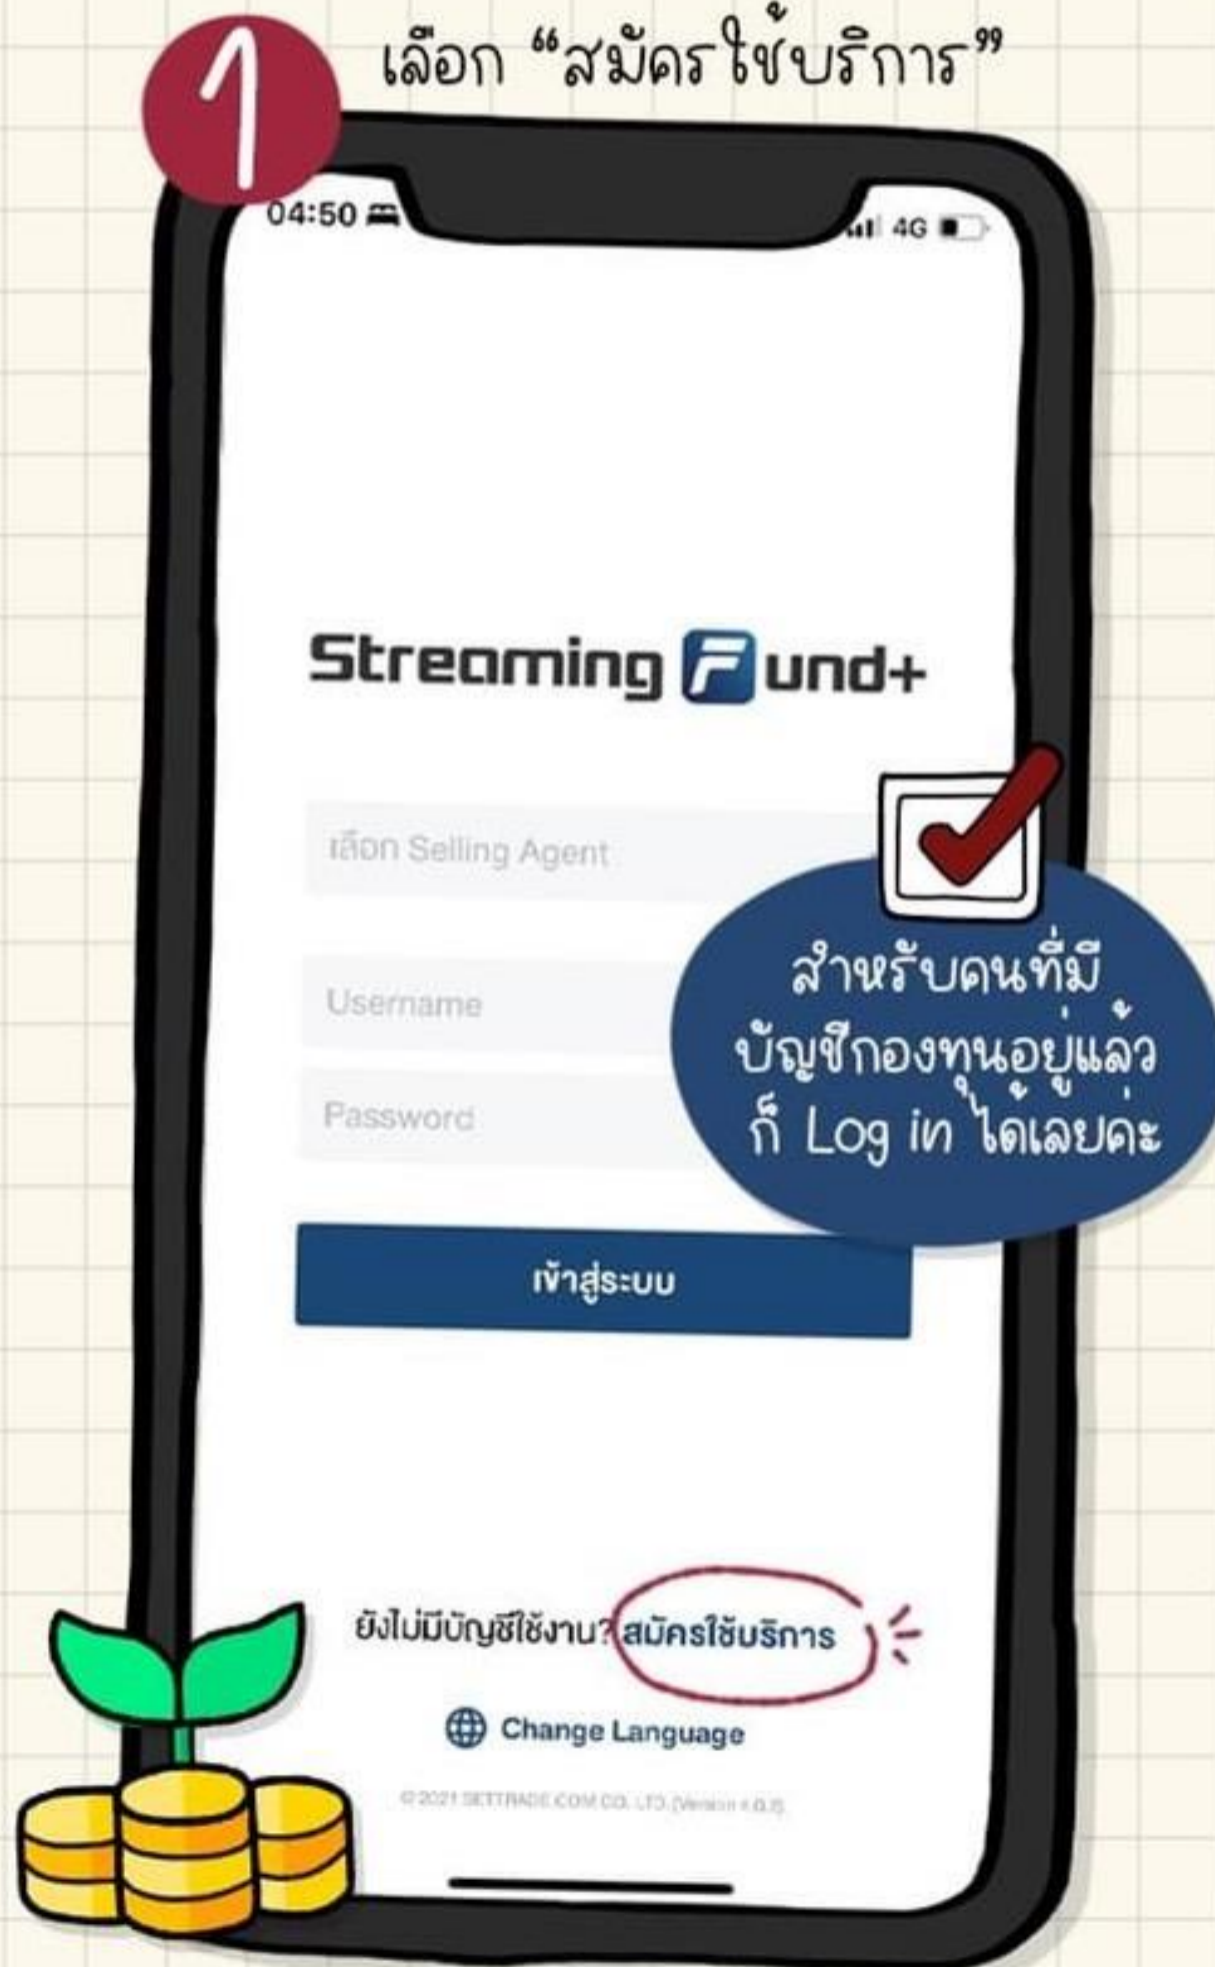 1
เลือก “สมัครใช้บริการ”
04:50
4G
Streaming Fund+
เลือก Selling Agent
Username
Password
สำหรับคนที่มี
บัญชีกองทุนอยู่แล้ว
ก็ Log in ได้เลยค่ะ
เข้าสู่ระบบ
ยังไม่มีบัญชีใช้งาน? สมัครใช้บริการ
Change Language
© 2021 SETTRADE.COM CO. LTD.